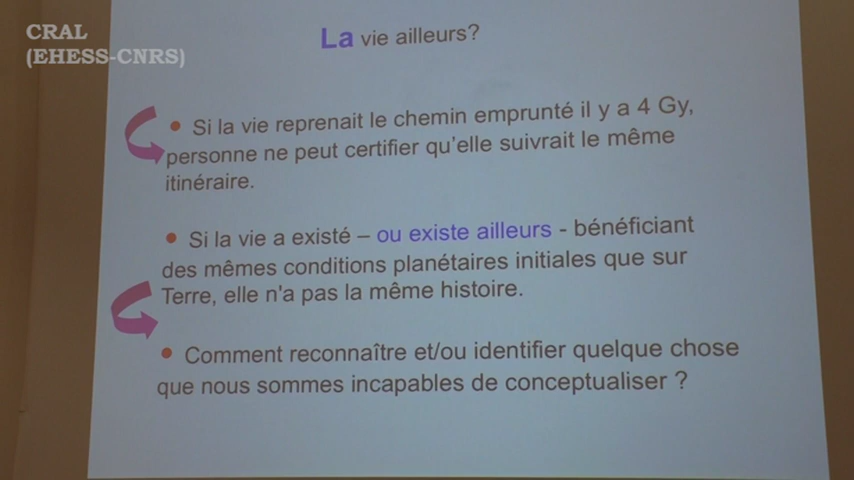 CRAL
(EHESS-CNRS)
La vie ailleurs?
• Si la vie reprenait le chemin emprunté il y a 4 Gy,
personne ne peut certifier qu'elle suivrait le même
itinéraire.
• Si la vie a existé – ou existe ailleurs - bénéficiant
des mêmes conditions planétaires initiales que sur
Terre, elle n'a pas la même histoire.
• Comment reconnaître et/ou identifier quelque chose
que nous sommes incapables de conceptualiser ?